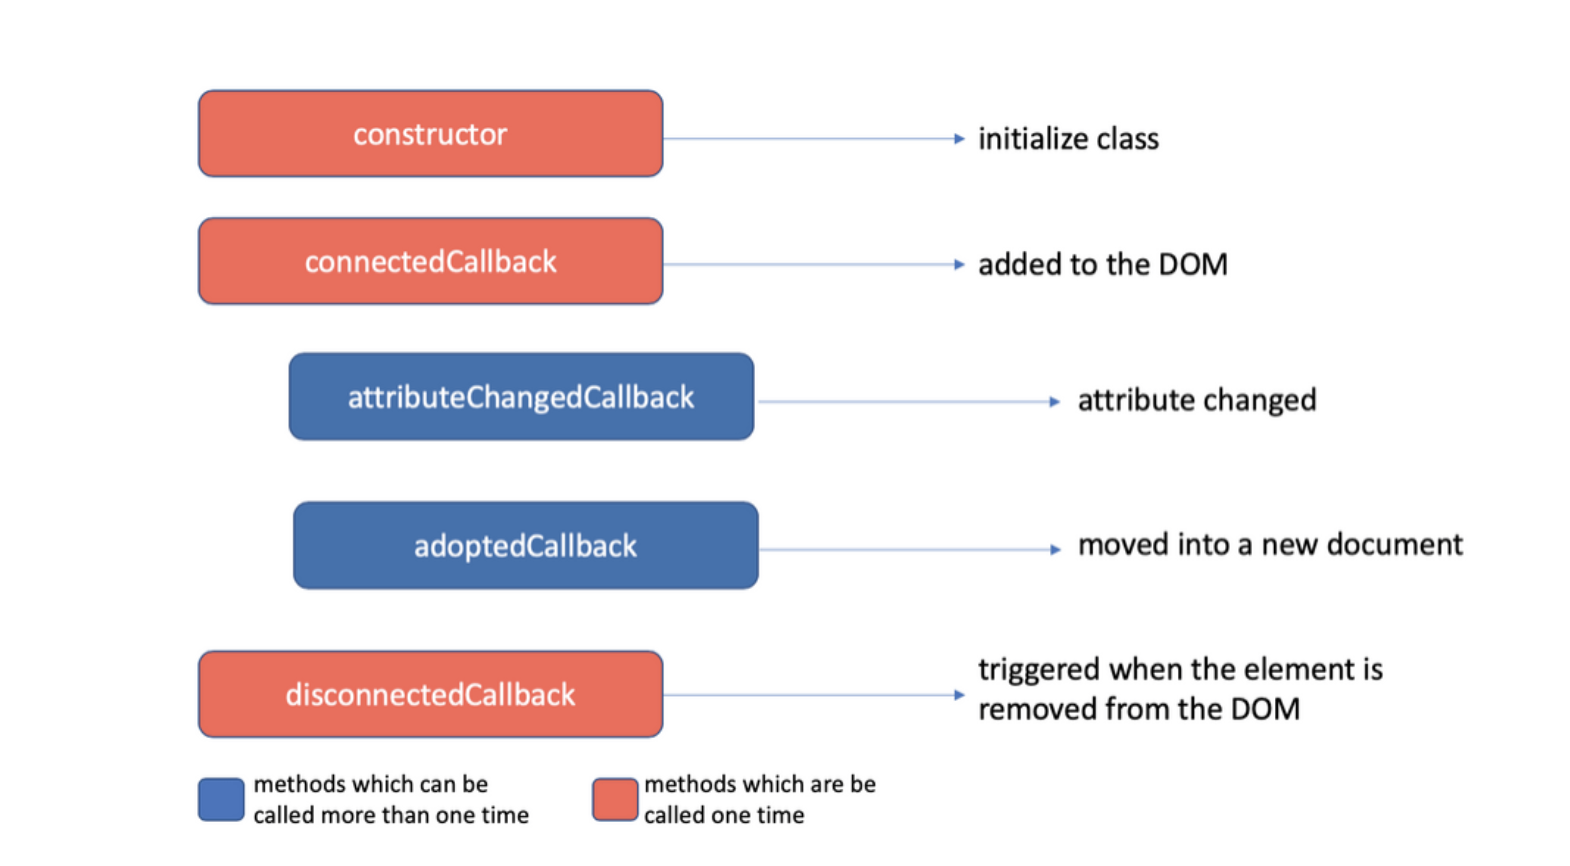 constructor
initialize class
connectedCallback
added to the DOM
attributeChangedCallback
attribute changed
adoptedCallback
moved into a new document
disconnectedCallback
triggered when the element is
removed from the DOM
methods which can be
called more than one time
methods which are be
called one time